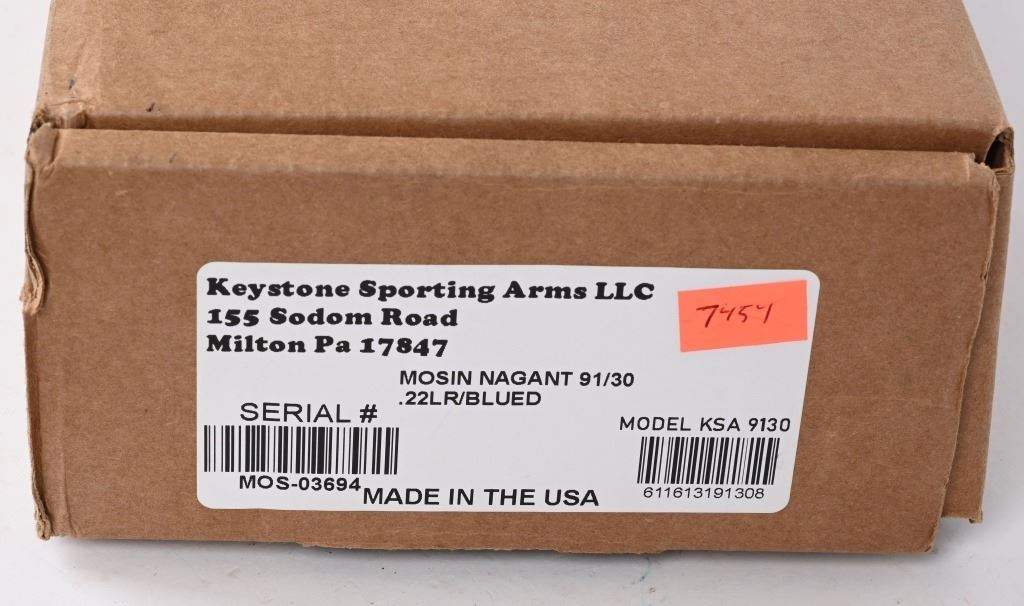 Keystone Sporting Arms LLC
155 Sodom Road
Milton Pa 17847
7454
MOSIN NAGANT 91/30
.22LR/BLUED
SERIAL #
MODEL KSA 9130
MOS-03694
611613191308
MADE IN THE USA